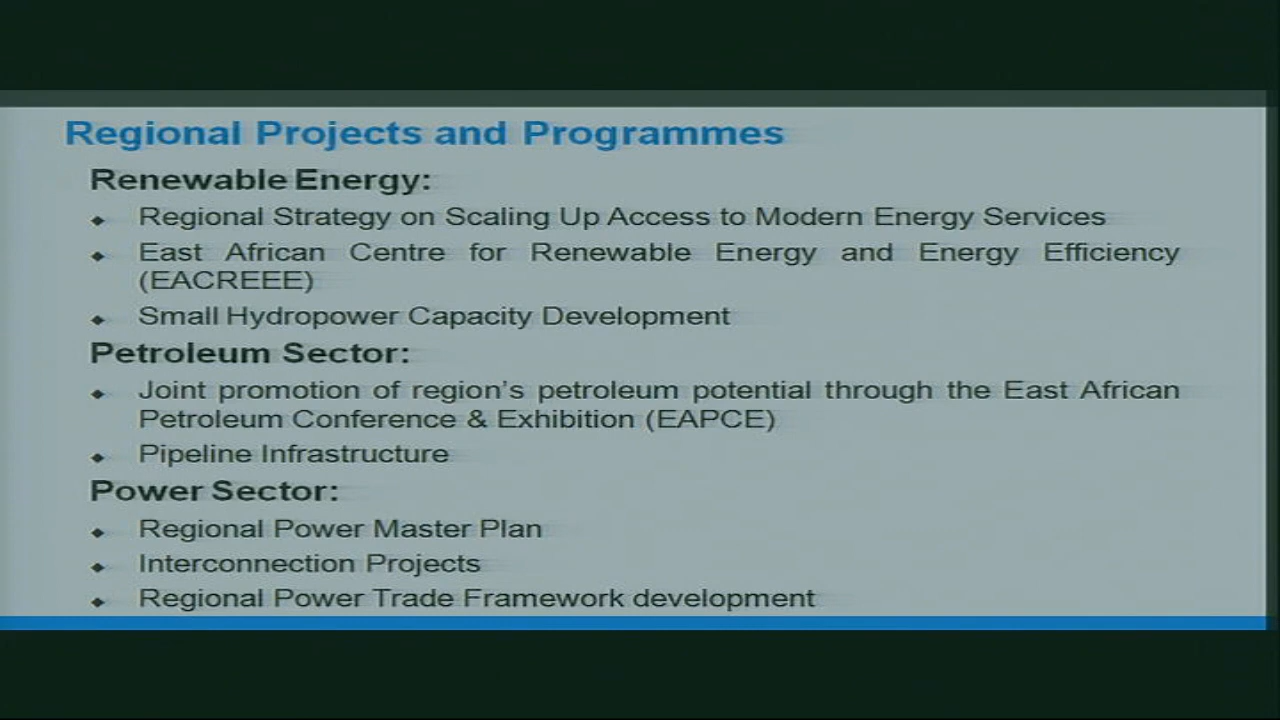 Regional Projects and Programmes
Renewable Energy:
Regional Strategy on Scaling Up Access to Modern Energy Services
East African Centre for Renewable Energy and Energy Efficiency
(EACREEE)
Small Hydropower Capacity Development
Petroleum Sector:
Joint promotion of region's petroleum potential through the East African
Petroleum Conference & Exhibition (EAPCE)
Pipeline Infrastructure
Power Sector:
Regional Power Master Plan
Interconnection Projects
Regional Power Trade Framework development